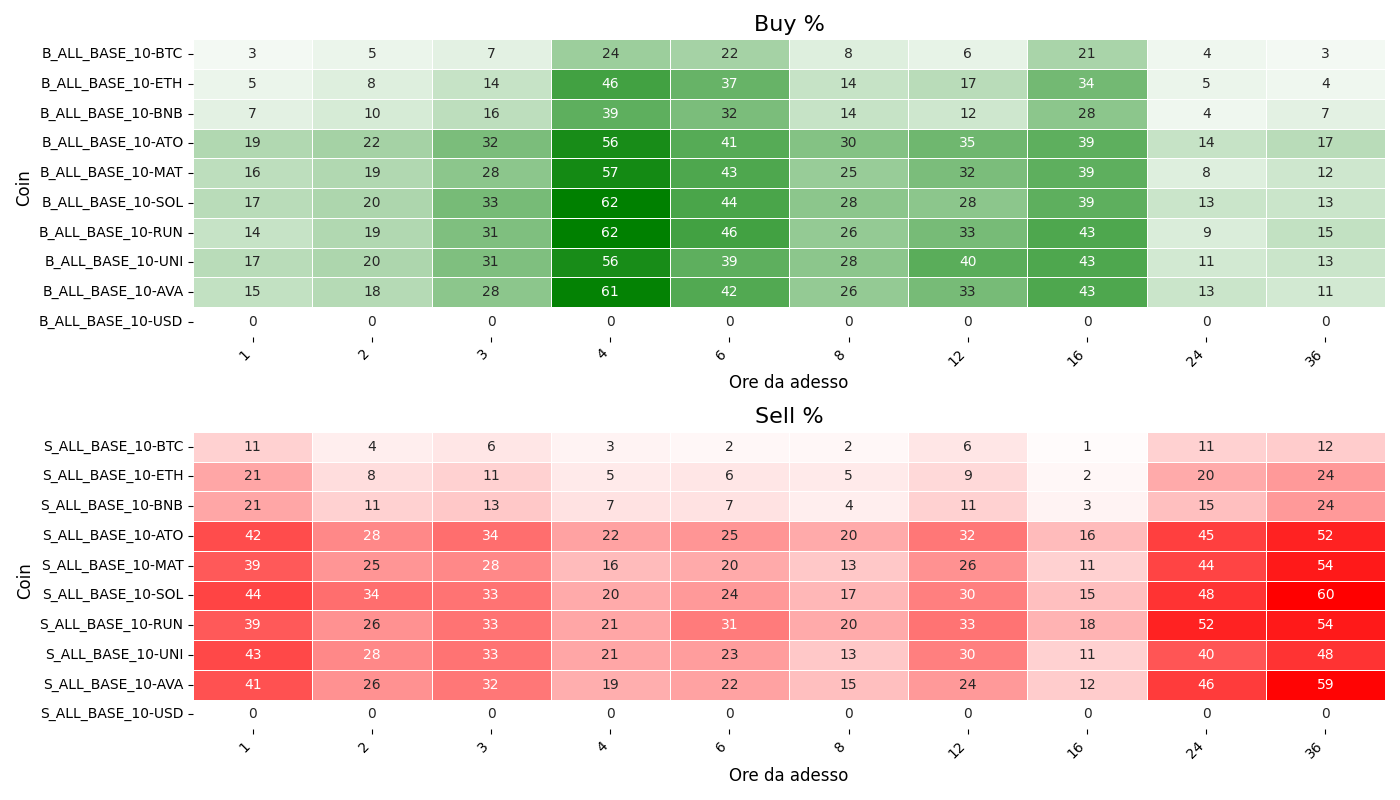 Buy %
Coin
B_ALL_BASE_10-BTC 3 5 7 24 22 8 6 21 4 3
B_ALL_BASE_10-ETH 5 8 14 46 37 14 17 34 5 4
B_ALL_BASE_10-BNB 7 10 16 39 32 14 12 28 4 7
B_ALL_BASE_10-ATO 19 22 32 56 41 30 35 39 14 17
B_ALL_BASE_10-MAT 16 19 28 57 43 25 32 39 8 12
B_ALL_BASE_10-SOL 17 20 33 62 44 28 28 39 13 13
B_ALL_BASE_10-RUN 14 19 31 62 46 26 33 43 9 15
B_ALL_BASE_10-UNI 17 20 31 56 39 28 40 43 11 13
B_ALL_BASE_10-AVA 15 18 28 61 42 26 33 43 13 11
B_ALL_BASE_10-USD 0 0 0 0 0 0 0 0 0 0
1 2 3 4 6 8 12 16 24 36
Ore da adesso
Sell %
Coin
S_ALL_BASE_10-BTC 11 4 6 3 2 2 6 1 11 12
S_ALL_BASE_10-ETH 21 8 11 5 6 5 9 2 20 24
S_ALL_BASE_10-BNB 21 11 13 7 7 4 11 3 15 24
S_ALL_BASE_10-ATO 42 28 34 22 25 20 32 16 45 52
S_ALL_BASE_10-MAT 39 25 28 16 20 13 26 11 44 54
S_ALL_BASE_10-SOL 44 34 33 20 24 17 30 15 48 60
S_ALL_BASE_10-RUN 39 26 33 21 31 20 33 18 52 54
S_ALL_BASE_10-UNI 43 28 33 21 23 13 30 11 40 48
S_ALL_BASE_10-AVA 41 26 32 19 22 15 24 12 46 59
S_ALL_BASE_10-USD 0 0 0 0 0 0 0 0 0 0
1 2 3 4 6 8 12 16 24 36
Ore da adesso